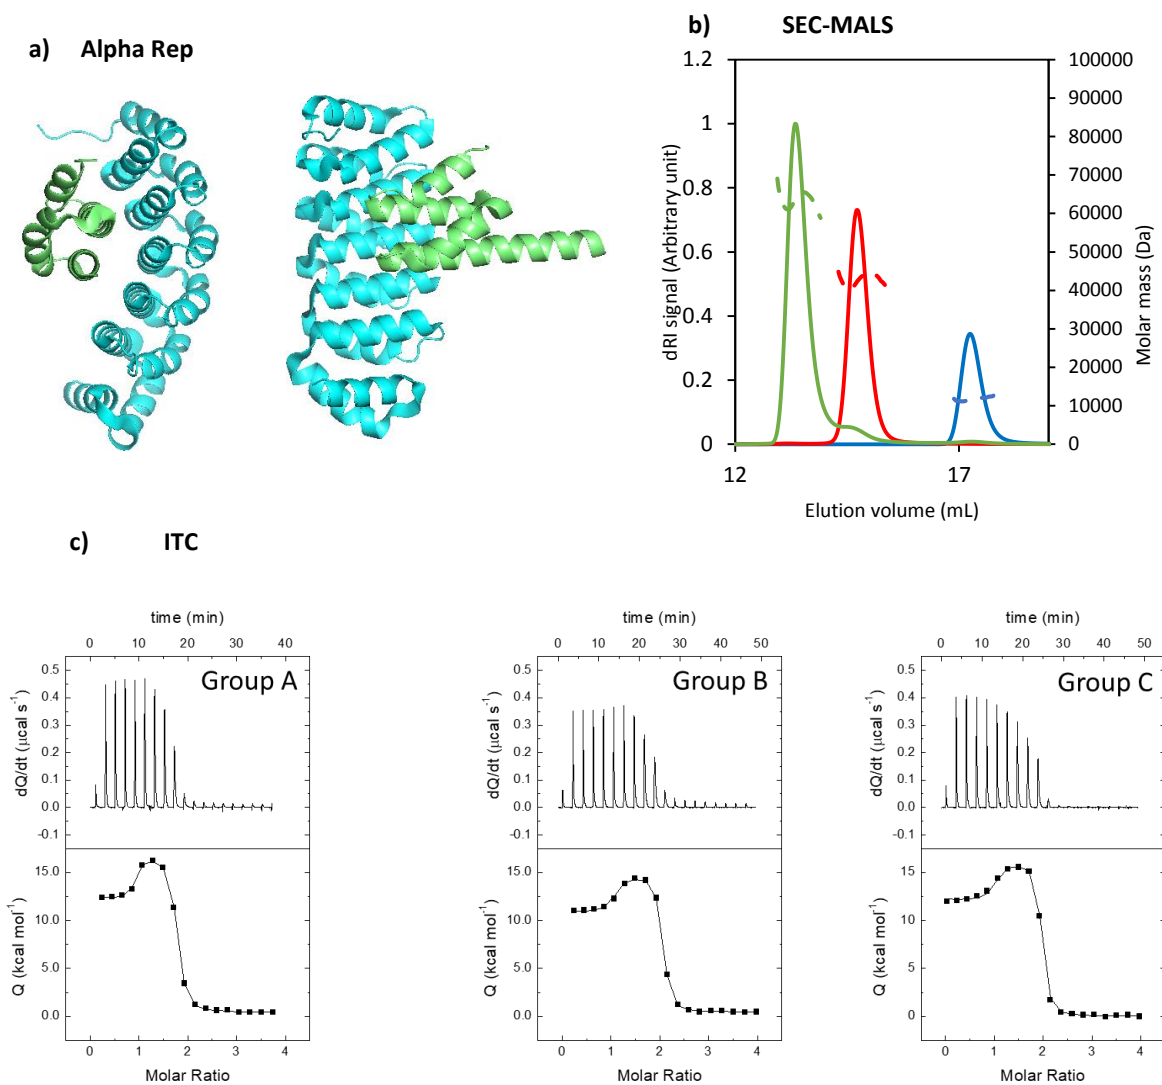 a) Alpha Rep
b) SEC-MALS
1.2
1
0.8
0.6
0.4
0.2
0
dRI signal (Arbitrary unit)
100000
90000
80000
70000
60000
50000
40000
30000
20000
10000
0
Molar mass (Da)
12 17
Elution volume (mL)
c) ITC
time (min)
0 10 20 30 40
Group A
0.5
0.4
0.3
0.2
0.1
0.0
-0.1
dQ/dt (µcal s⁻¹)
15.0
10.0
5.0
0.0
Q (kcal mol⁻¹)
0 1 2 3 4
Molar Ratio
time (min)
0 10 20 30 40 50
Group B
0.5
0.4
0.3
0.2
0.1
0.0
-0.1
dQ/dt (µcal s⁻¹)
15.0
10.0
5.0
0.0
Q (kcal mol⁻¹)
0 1 2 3 4
Molar Ratio
time (min)
0 10 20 30 40 50
Group C
0.5
0.4
0.3
0.2
0.1
0.0
-0.1
dQ/dt (µcal s⁻¹)
15.0
10.0
5.0
0.0
Q (kcal mol⁻¹)
0 1 2 3 4
Molar Ratio